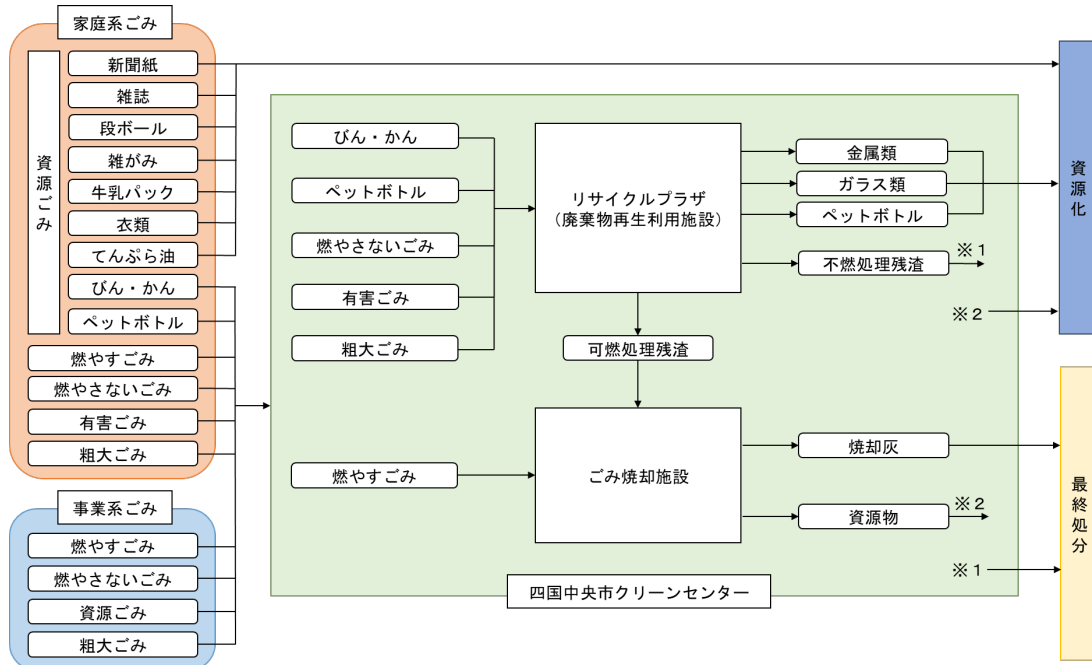 家庭系ごみ
資源ごみ
新聞紙
雑誌
段ボール
雑がみ
牛乳パック
衣類
てんぷら油
びん・かん
ペットボトル
燃やすごみ
燃やさないごみ
有害ごみ
粗大ごみ
事業系ごみ
燃やすごみ
燃やさないごみ
資源ごみ
粗大ごみ
びん・かん
ペットボトル
燃やさないごみ
有害ごみ
粗大ごみ
燃やすごみ
リサイクルプラザ
(廃棄物再生利用施設)
可燃処理残渣
ごみ焼却施設
金属類
ガラス類
ペットボトル
不燃処理残渣
※1
※2
焼却灰
資源物
※2
※1
四国中央市クリーンセンター
資源化
最終処分